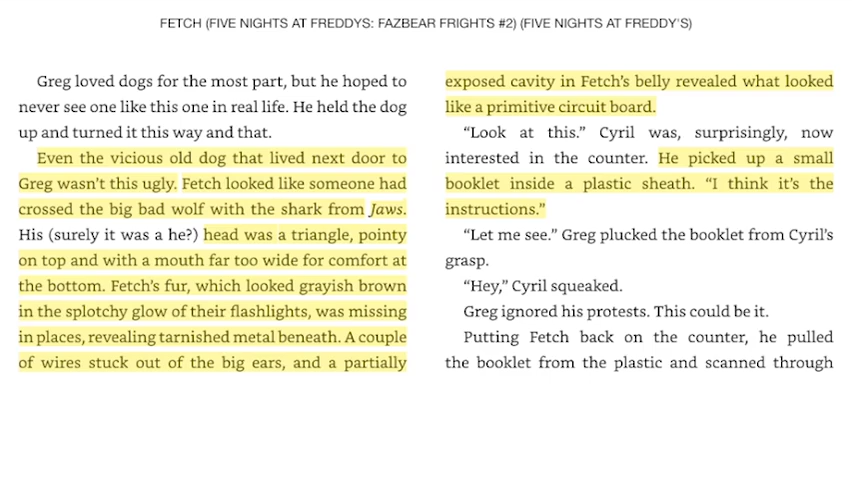 FETCH (FIVE NIGHTS AT FREDDYS: FAZBEAR FRIGHTS #2) (FIVE NIGHTS AT FREDDY'S)
Greg loved dogs for the most part, but he hoped to
never see one like this one in real life. He held the dog
up and turned it this way and that.
Even the vicious old dog that lived next door to
Greg wasn't this ugly. Fetch looked like someone had
crossed the big bad wolf with the shark from Jaws.
His (surely it was a he?) head was a triangle, pointy
on top and with a mouth far too wide for comfort at
the bottom. Fetch's fur, which looked grayish brown
in the splotchy glow of their flashlights, was missing
in places, revealing tarnished metal beneath. A couple
of wires stuck out of the big ears, and a partially
exposed cavity in Fetch's belly revealed what looked
like a primitive circuit board.
“Look at this.” Cyril was, surprisingly, now
interested in the counter. He picked up a small
booklet inside a plastic sheath. “I think it's the
instructions.”
“Let me see.” Greg plucked the booklet from Cyril's
grasp.
“Hey,” Cyril squeaked.
Greg ignored his protests. This could be it.
Putting Fetch back on the counter, he pulled
the booklet from the plastic and scanned through